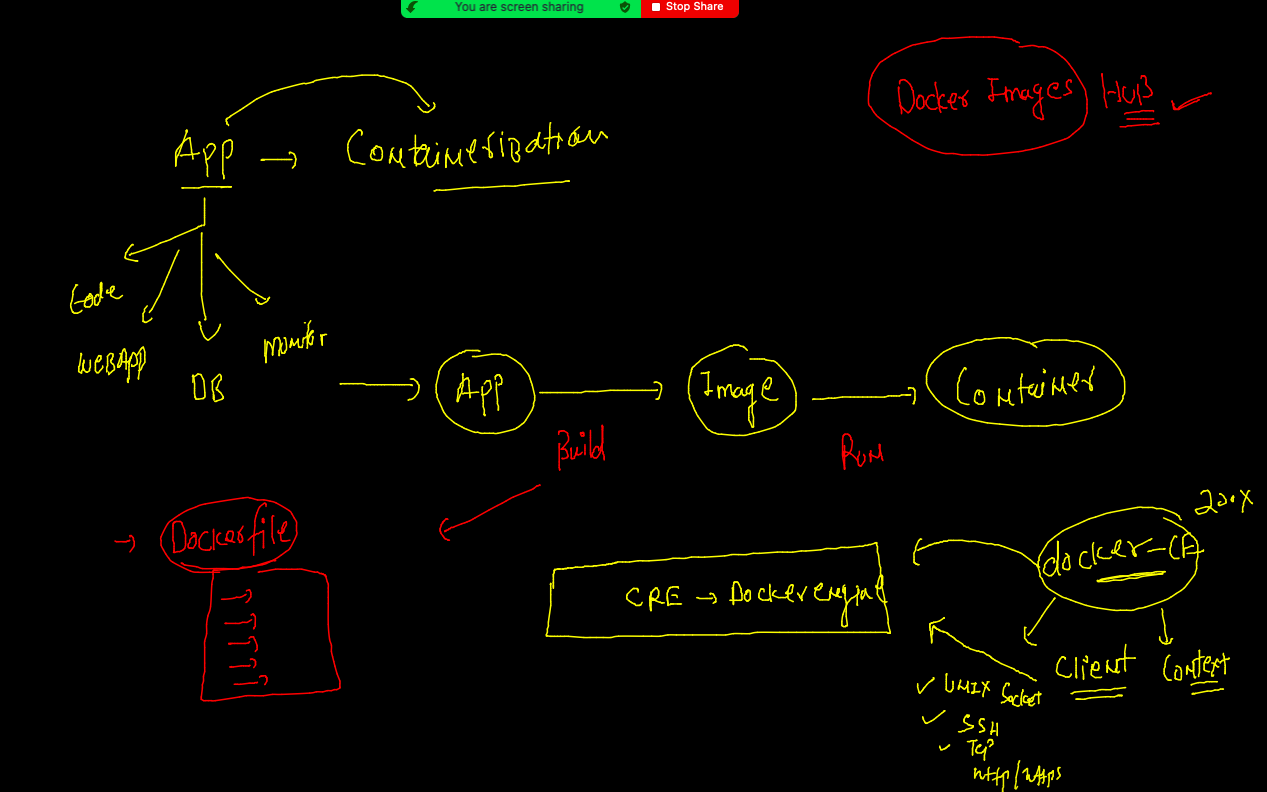 You are screen sharing Stop Share
Docker Images HUB
App → Containerization
Code
WEBAPP
DB
Monitor
App
Image
Container
Build
Run
Dockerfile
20.X
docker-CE
CRE → Dockerengine
Client
Context
UNIX Socket
SSH
TCP
http/https